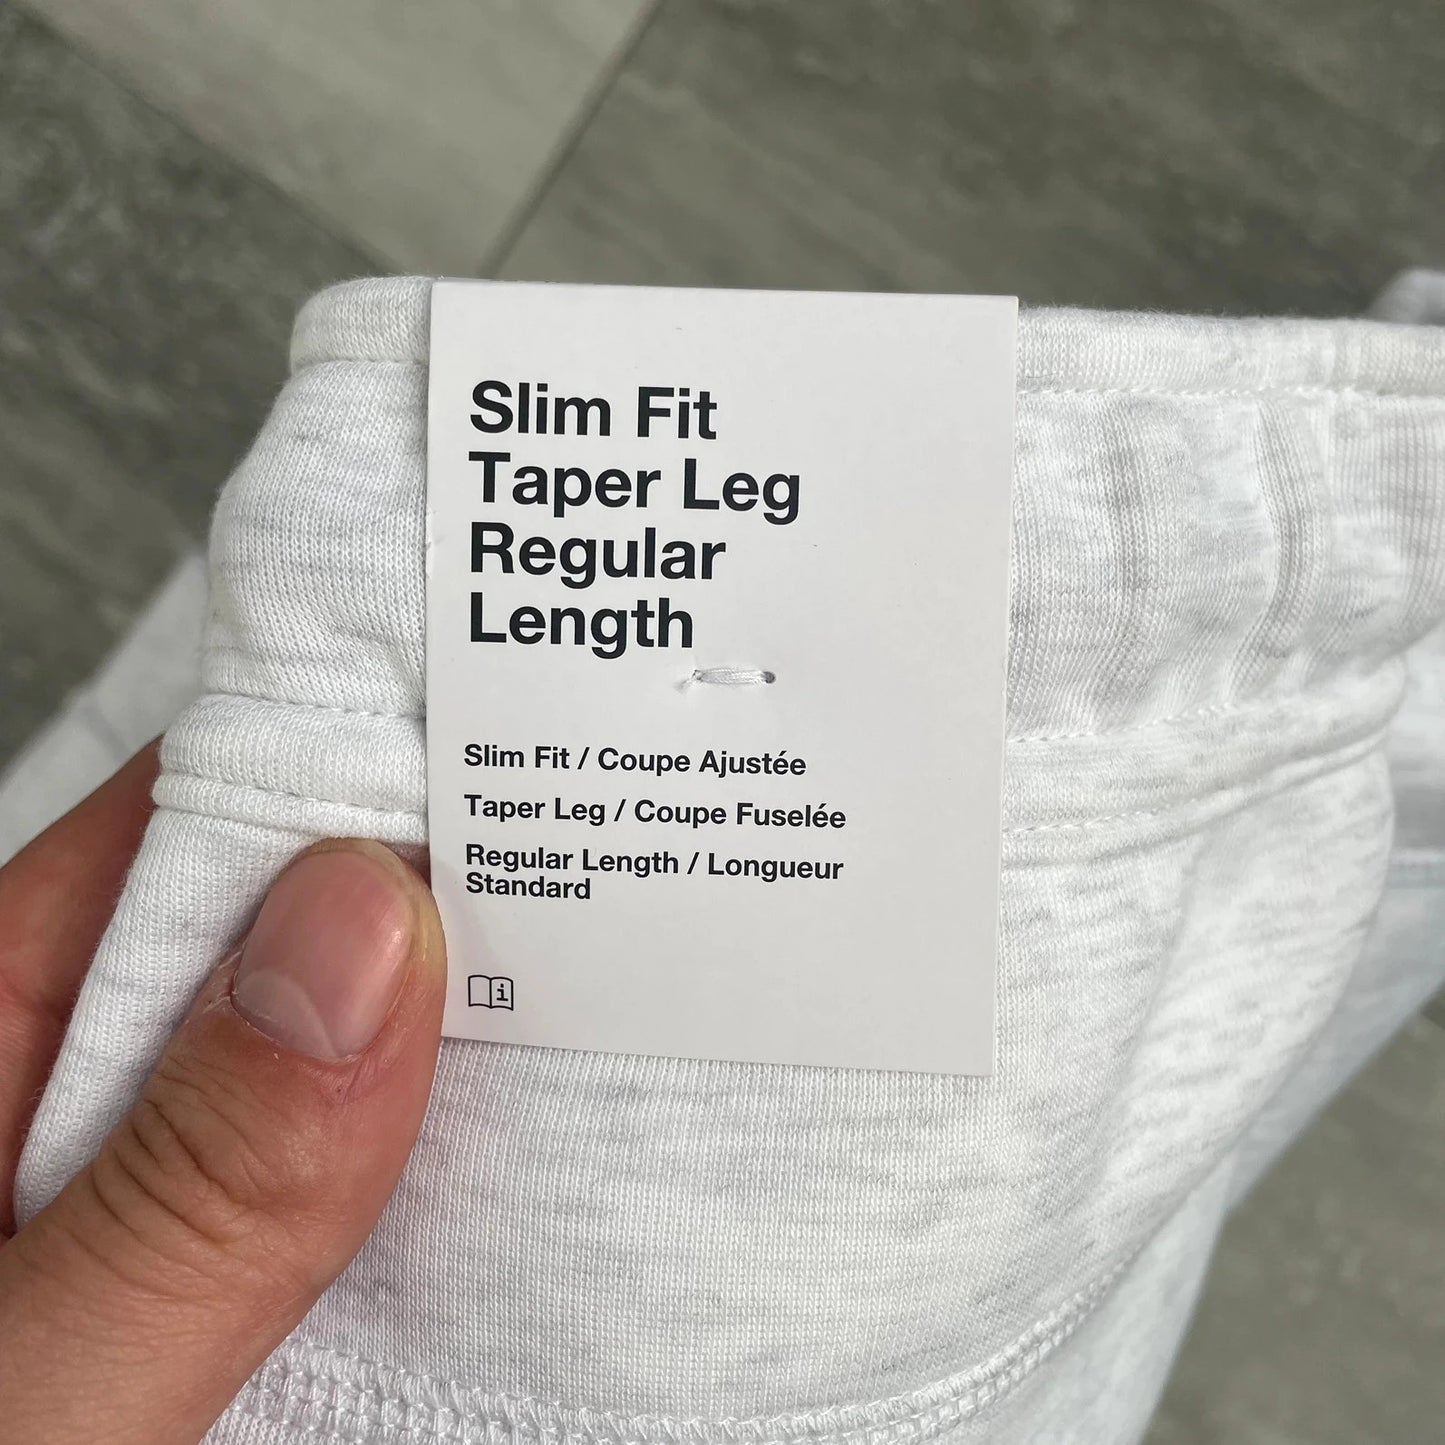 Slim Fit
Taper Leg
Regular
Length
Slim Fit / Coupe Ajustée
Taper Leg / Coupe Fuselée
Regular Length / Longueur
Standard
i